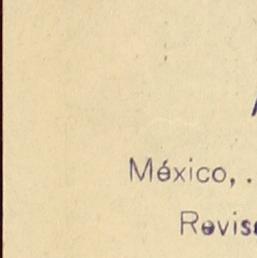 México, .
Revis